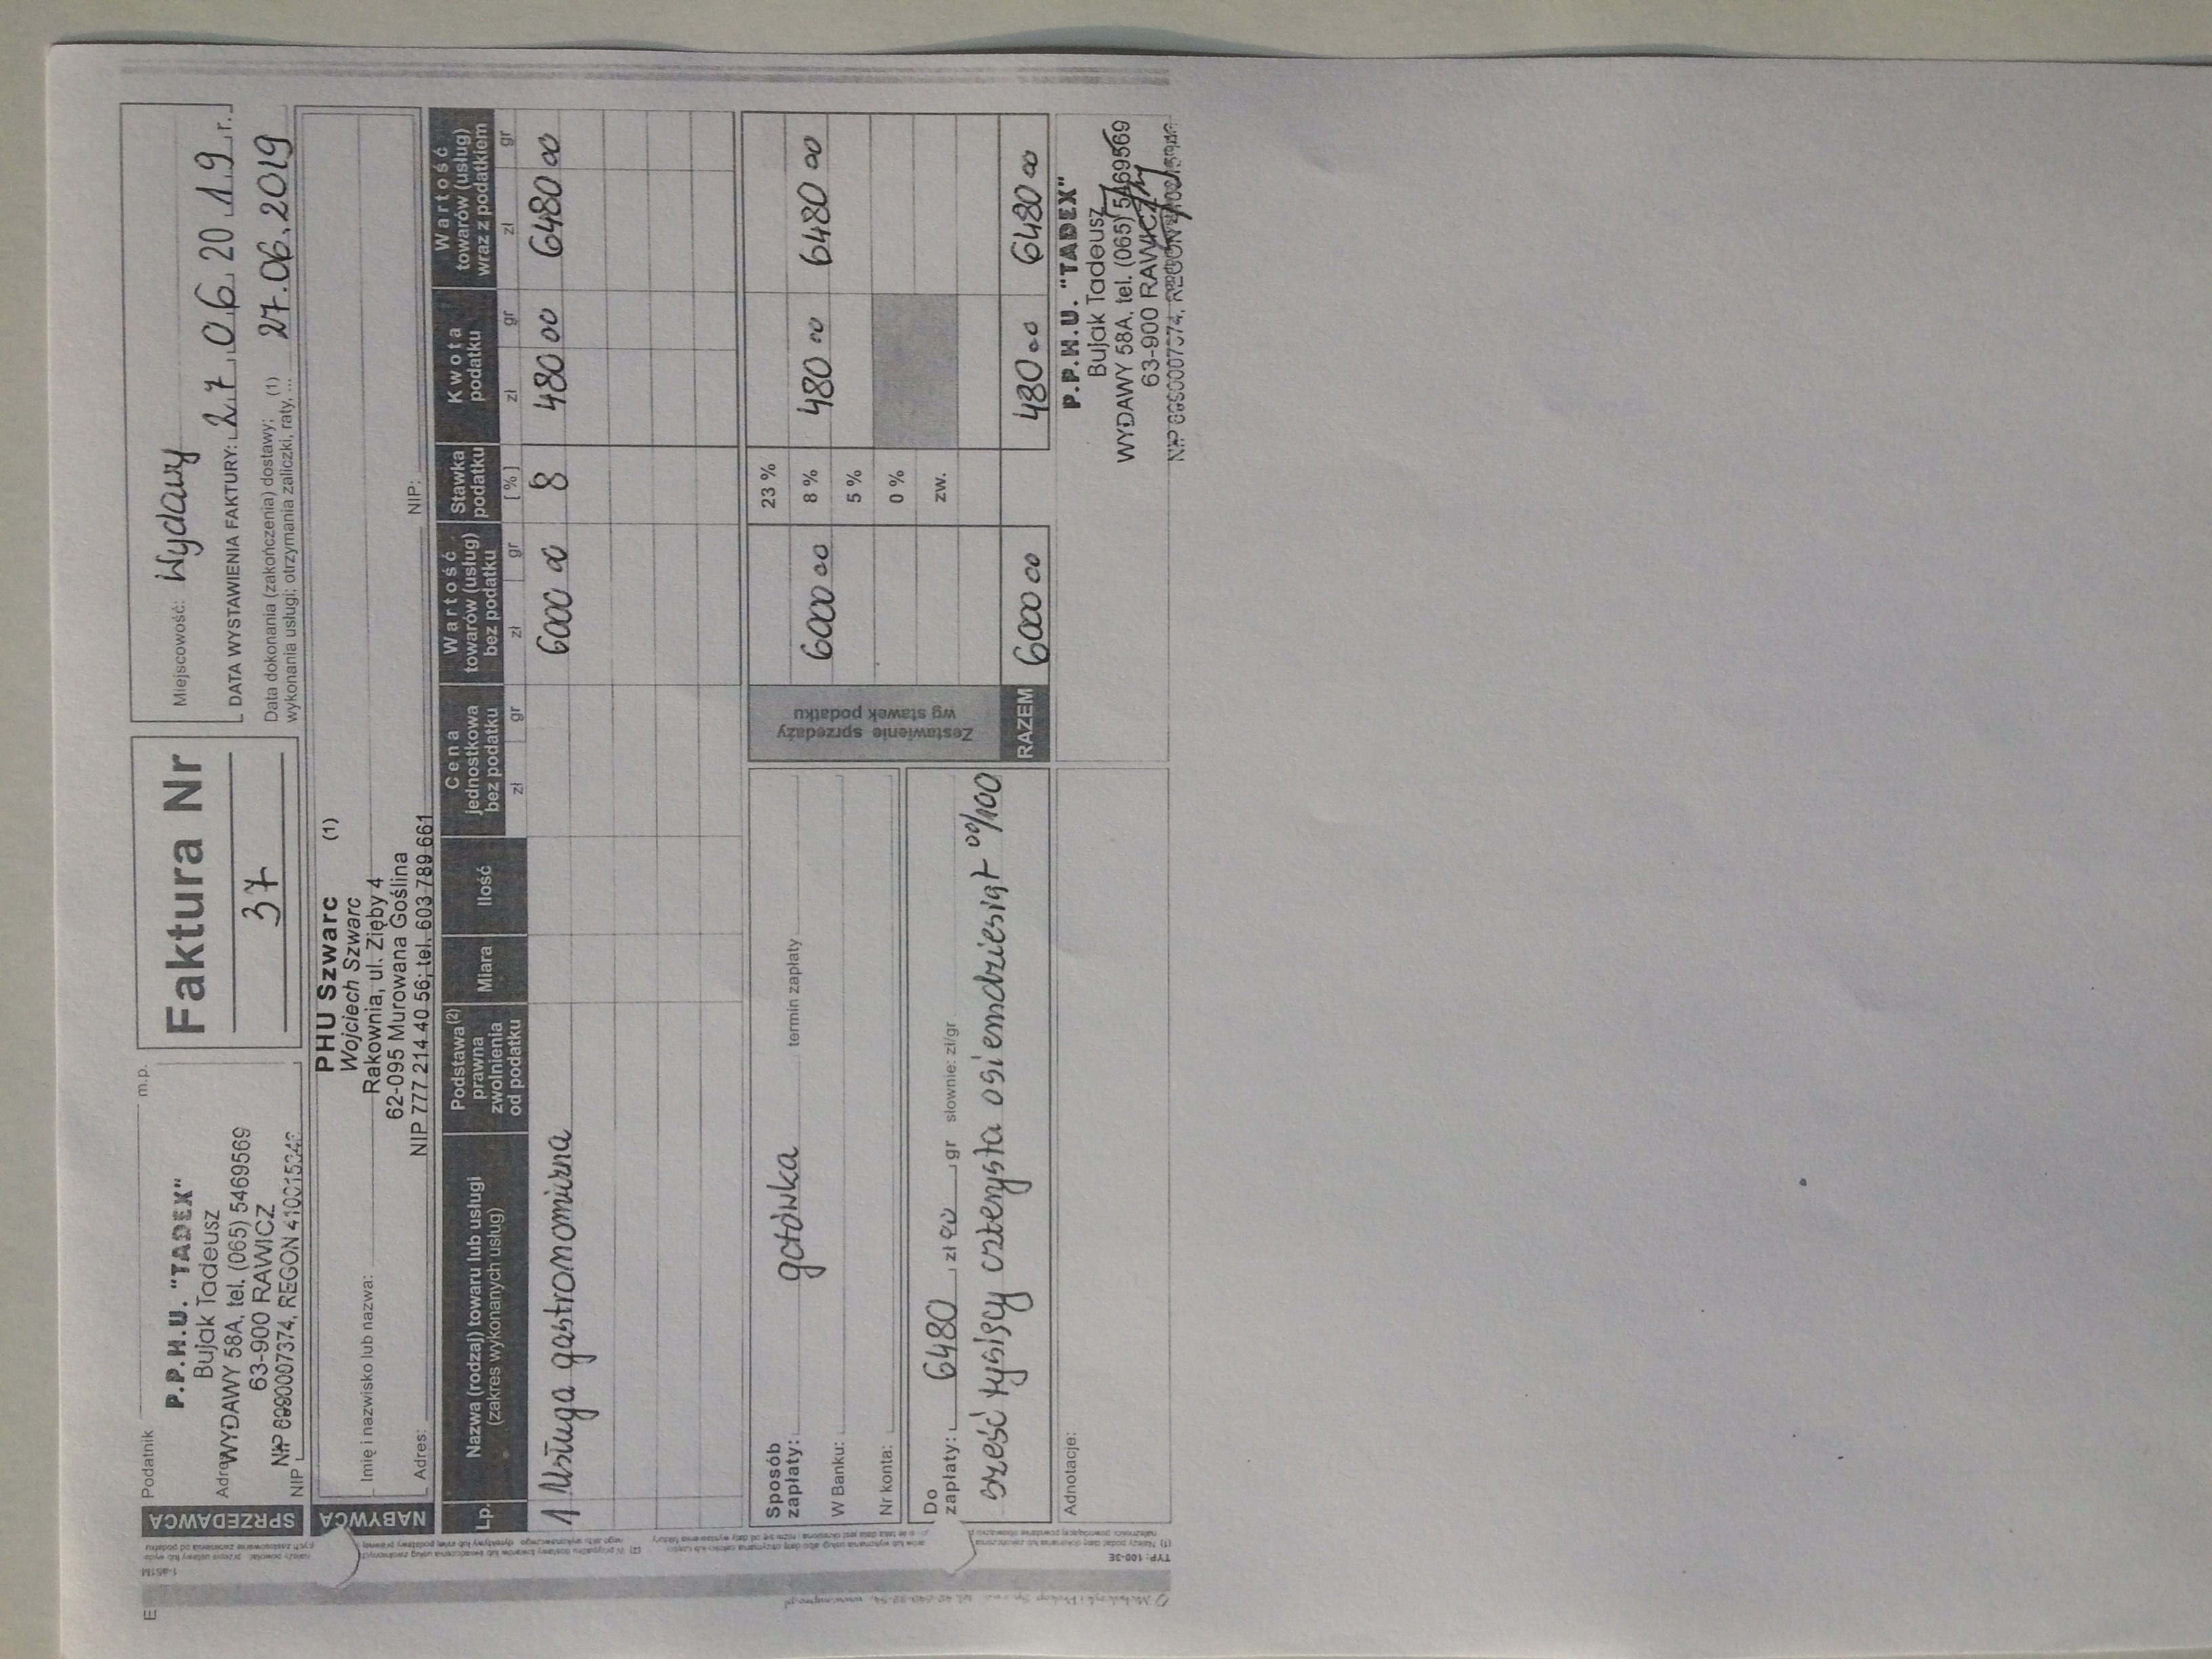 E
Podatnik
m.p.
SPRZEDAWCA
P.P.H.U. "TADEX"
Bujak Tadeusz
Adres
WYDAWY 58A, tel. (065) 5469569
63-900 RAWICZ
NIP
NIP 6990007374, REGON
Faktura Nr
37
Miejscowość: Wydawy
DATA WYSTAWIENIA FAKTURY: 27.06.2019 r.
Data dokonania (zakończenia) dostawy; (1)
wykonania usługi; otrzymania zaliczki, raty, ... 27.06.2019
NABYWCA
PHU Szwarc (1)
Wojciech Szwarc
Imię i nazwisko lub nazwa:
Rakownia, ul. Zięby 4
62-095 Murowana Goślina
Adres:
NIP 777 214 40 56; tel. 603 789 661
NIP:
Lp.
Nazwa (rodzaj) towaru lub usługi
(zakres wykonanych usług)
Podstawa(2)
prawna
zwolnienia
od podatku
Miara
Ilość
Cena
jednostkowa
bez podatku
zł gr
Wartość
towarów (usług)
bez podatku
zł gr
Stawka
podatku
[%]
Kwota
podatku
zł gr
Wartość
towarów (usług)
wraz z podatkiem
zł gr
1 Usługa gastronomiczna 6000 00 8 480 00 6480 00
Sposób
zapłaty: gotówka termin zapłaty
W Banku:
Nr konta:
Do
zapłaty: 6480 zł 00 gr słownie: zł/gr
sześć tysięcy czterysta osiemdziesiąt 00/100
Zestawienie sprzedaży
wg stawek podatku
23 %
6000 00 8 % 480 00 6480 00
5 %
0 %
zw.
RAZEM 6000 00 480 00 6480 00
Adnotacje:
P.P.H.U. "TADEX"
Bujak Tadeusz
WYDAWY 58A, tel. (065) 5469569
63-900 RAWICZ
REGON
TYP: 100-3E